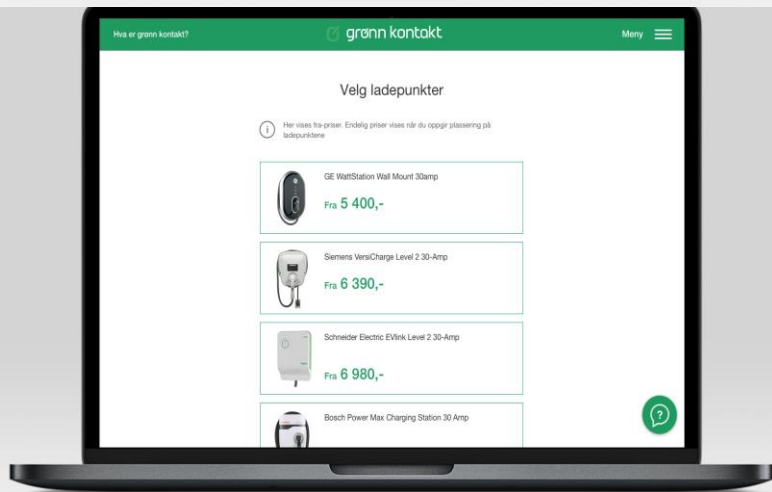 Hva er grønn kontakt?
grønn kontakt
Meny
Velg ladepunkter
Her vises fra-priser. Endelig priser vises når du oppgir plassering på
ladepunktene
GE WattStation Wall Mount 30amp
Fra 5 400,-
Siemens VersiCharge Level 2 30-Amp
Fra 6 390,-
Schneider Electric EVlink Level 2 30-Amp
Fra 6 980,-
Bosch Power Max Charging Station 30 Amp